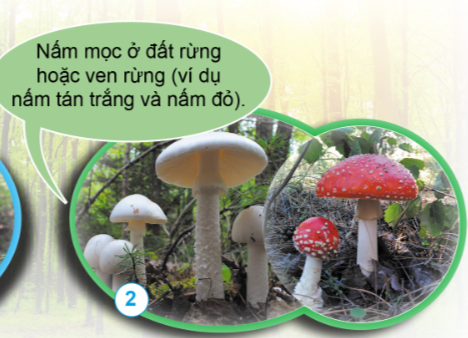 Nấm mọc ở đất rừng
hoặc ven rừng (ví dụ
nấm tán trắng và nấm đỏ).
2